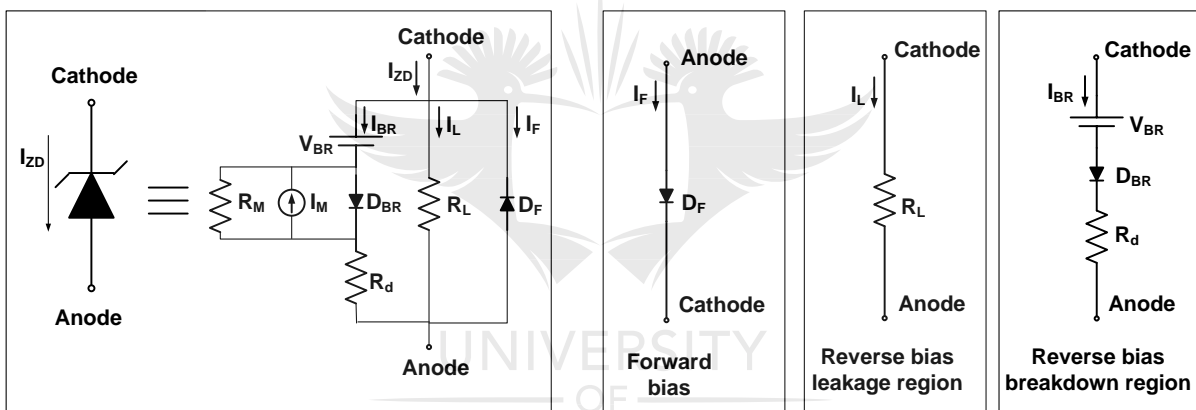 Cathode
I_ZD
Anode
Cathode
I_ZD
I_BR
I_L
I_F
V_BR
R_M
I_M
D_BR
R_L
D_F
R_d
Anode
Anode
I_F
D_F
Cathode
Forward
bias
Cathode
I_L
R_L
Anode
Reverse bias
leakage region
Cathode
I_BR
V_BR
D_BR
R_d
Anode
Reverse bias
breakdown region
UNIVERSITY
OF